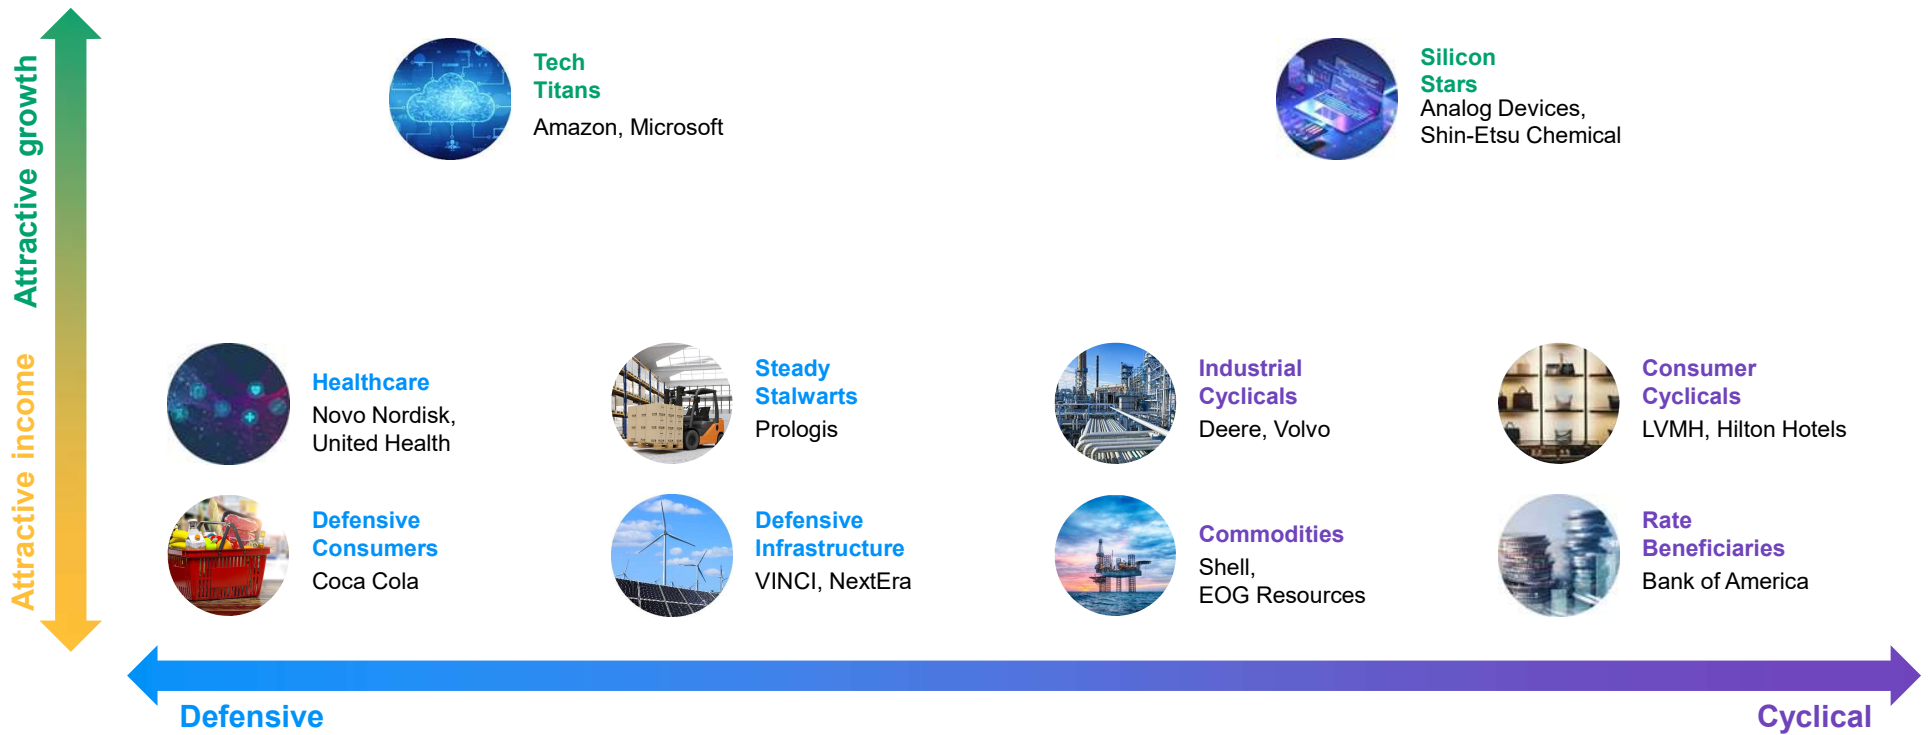 Attractive growth
Attractive income
Tech
Titans
Amazon, Microsoft
Silicon
Stars
Analog Devices,
Shin-Etsu Chemical
Healthcare
Novo Nordisk,
United Health
Steady
Stalwarts
Prologis
Industrial
Cyclicals
Deere, Volvo
Consumer
Cyclicals
LVMH, Hilton Hotels
Defensive
Consumers
Coca Cola
Defensive
Infrastructure
VINCI, NextEra
Commodities
Shell,
EOG Resources
Rate
Beneficiaries
Bank of America
Defensive
Cyclical